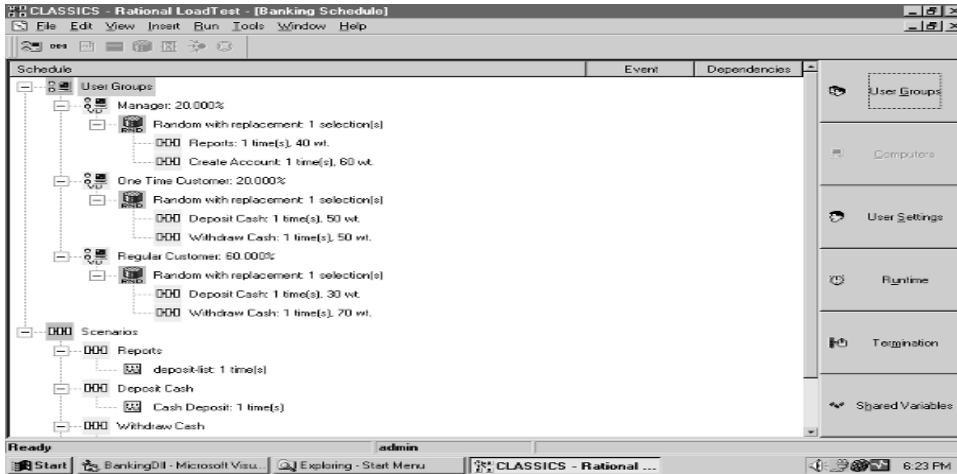 CLASSICS - Rational LoadTest - [Banking Schedule]
File Edit View Insert Run Tools Window Help
Schedule Event Dependencies
User Groups
Manager: 20.000%
Random with replacement: 1 selection(s)
Reports: 1 time(s), 40 wt.
Create Account: 1 time(s), 60 wt.
One Time Customer: 20.000%
Random with replacement: 1 selection(s)
Deposit Cash: 1 time(s), 50 wt.
Withdraw Cash: 1 time(s), 50 wt.
Regular Customer: 60.000%
Random with replacement: 1 selection(s)
Deposit Cash: 1 time(s), 30 wt.
Withdraw Cash: 1 time(s), 70 wt.
Scenarios
Reports
deposit-list: 1 time(s)
Deposit Cash
Cash Deposit: 1 time(s)
Withdraw Cash
User Groups
Computers
User Settings
Runtime
Termination
Shared Variables
Ready admin
Start BankingDll - Microsoft Visu... Exploring - Start Menu CLASSICS - Rational ... 6:23 PM